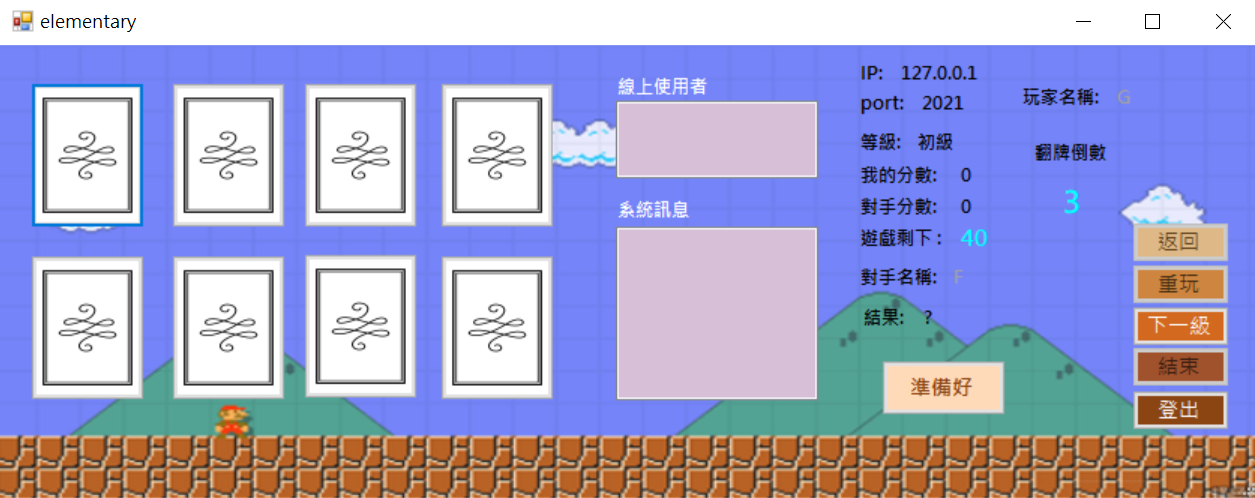 elementary
線上使用者
系統訊息
IP: 127.0.0.1
port: 2021
等級: 初級
我的分數: 0
對手分數: 0
遊戲剩下 : 40
對手名稱: F
結果: ?
準備好
玩家名稱: G
翻牌倒數
3
返回
重玩
下一級
結束
登出